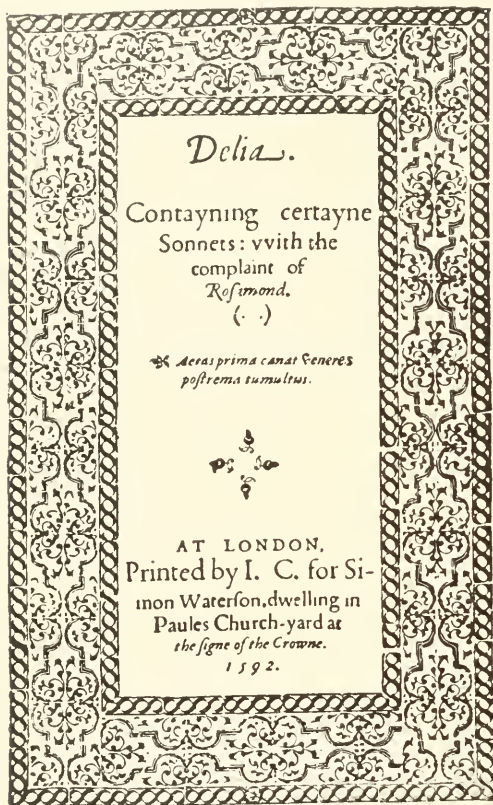 Delia.
Contayning certayne
Sonnets: vvith the
complaint of
Rosamond.
(. .)
Aetas prima canat Veneres
postrema tumultus.
AT LONDON,
Printed by I. C. for Si-
mon Waterson, dwelling in
Paules Church-yard at
the signe of the Crowne.
1592.